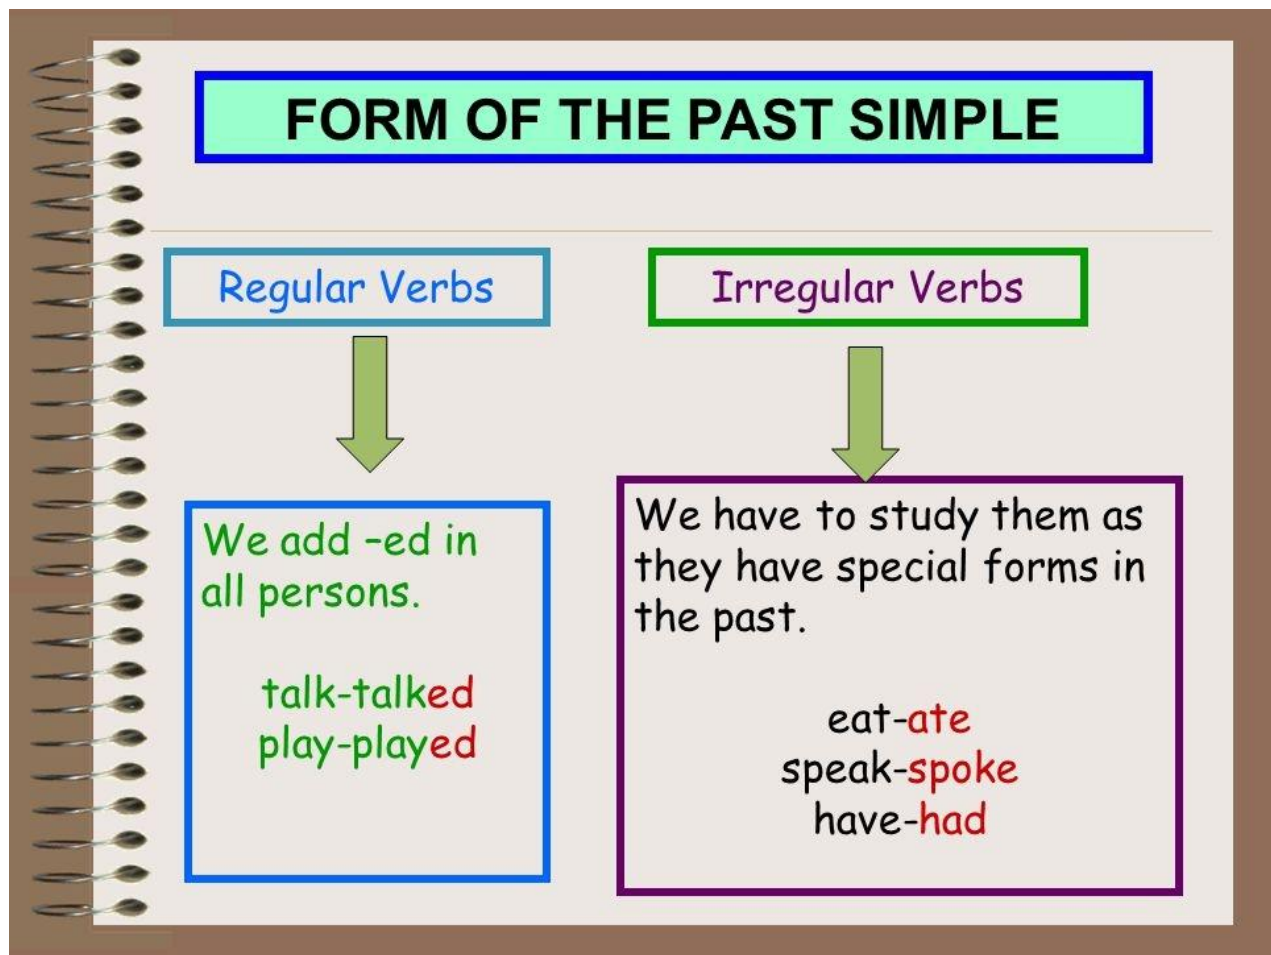 FORM OF THE PAST SIMPLE
Regular Verbs
Irregular Verbs
We add –ed in
all persons.
talk-talked
play-played
We have to study them as
they have special forms in
the past.
eat-ate
speak-spoke
have-had